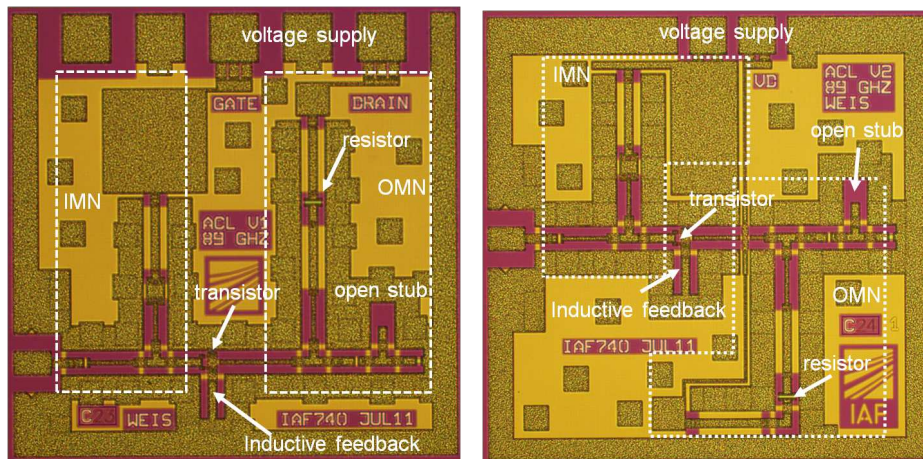 voltage supply
GATE
DRAIN
resistor
IMN
OMN
ACL V1
89 GHZ
transistor
open stub
C23
WEIS
IAF740 JUL11
Inductive feedback
voltage supply
IMN
VD
ACL V2
89 GHZ
WEIS
open stub
transistor
Inductive feedback
OMN
IAF740 JUL11
C24 1
resistor
IAF